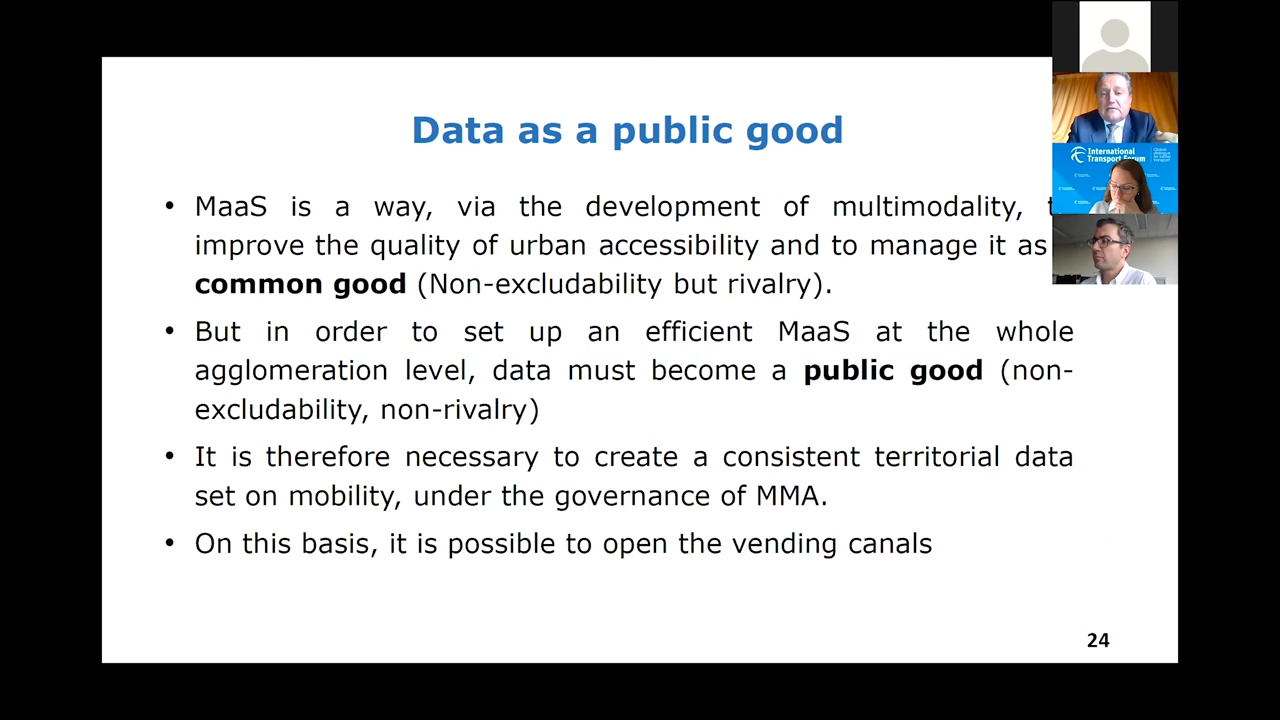 Data as a public good
• MaaS is a way, via the development of multimodality,
improve the quality of urban accessibility and to manage it as
common good (Non-excludability but rivalry).
• But in order to set up an efficient MaaS at the whole
agglomeration level, data must become a public good (non-
excludability, non-rivalry)
• It is therefore necessary to create a consistent territorial data
set on mobility, under the governance of MMA.
• On this basis, it is possible to open the vending canals
24
International
Transport Forum